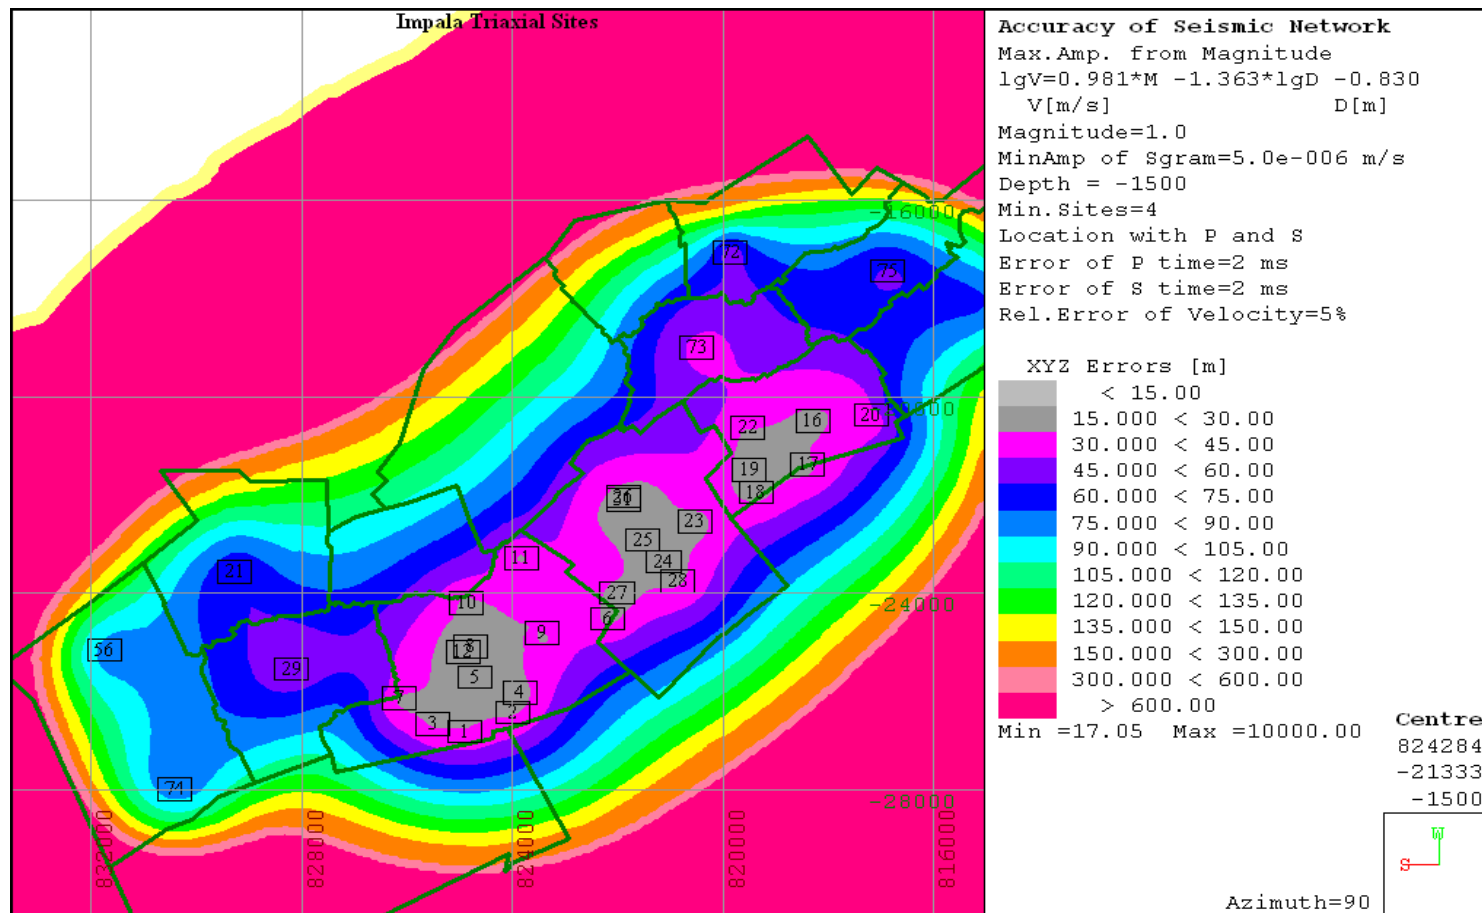 Impala Triaxial Sites
Accuracy of Seismic Network
Max.Amp. from Magnitude
lgV=0.981*M -1.363*lgD -0.830
V[m/s] D[m]
Magnitude=1.0
MinAmp of Sgram=5.0e-006 m/s
Depth = -1500
Min.Sites=4
Location with P and S
Error of P time=2 ms
Error of S time=2 ms
Rel.Error of Velocity=5%
XYZ Errors [m]
< 15.00
15.000 < 30.00
30.000 < 45.00
45.000 < 60.00
60.000 < 75.00
75.000 < 90.00
90.000 < 105.00
105.000 < 120.00
120.000 < 135.00
135.000 < 150.00
150.000 < 300.00
300.000 < 600.00
> 600.00
Min =17.05 Max =10000.00
Centre
824284
-21333
-1500
W
S
Azimuth=90
-16000
72
75
73
20
16
22
17
19
18
23
25
24
28
11
21
27
10
6
9
8
12
56
29
5
4
7
2
3
1
74
-24000
-28000
832000
828000
824000
820000
816000